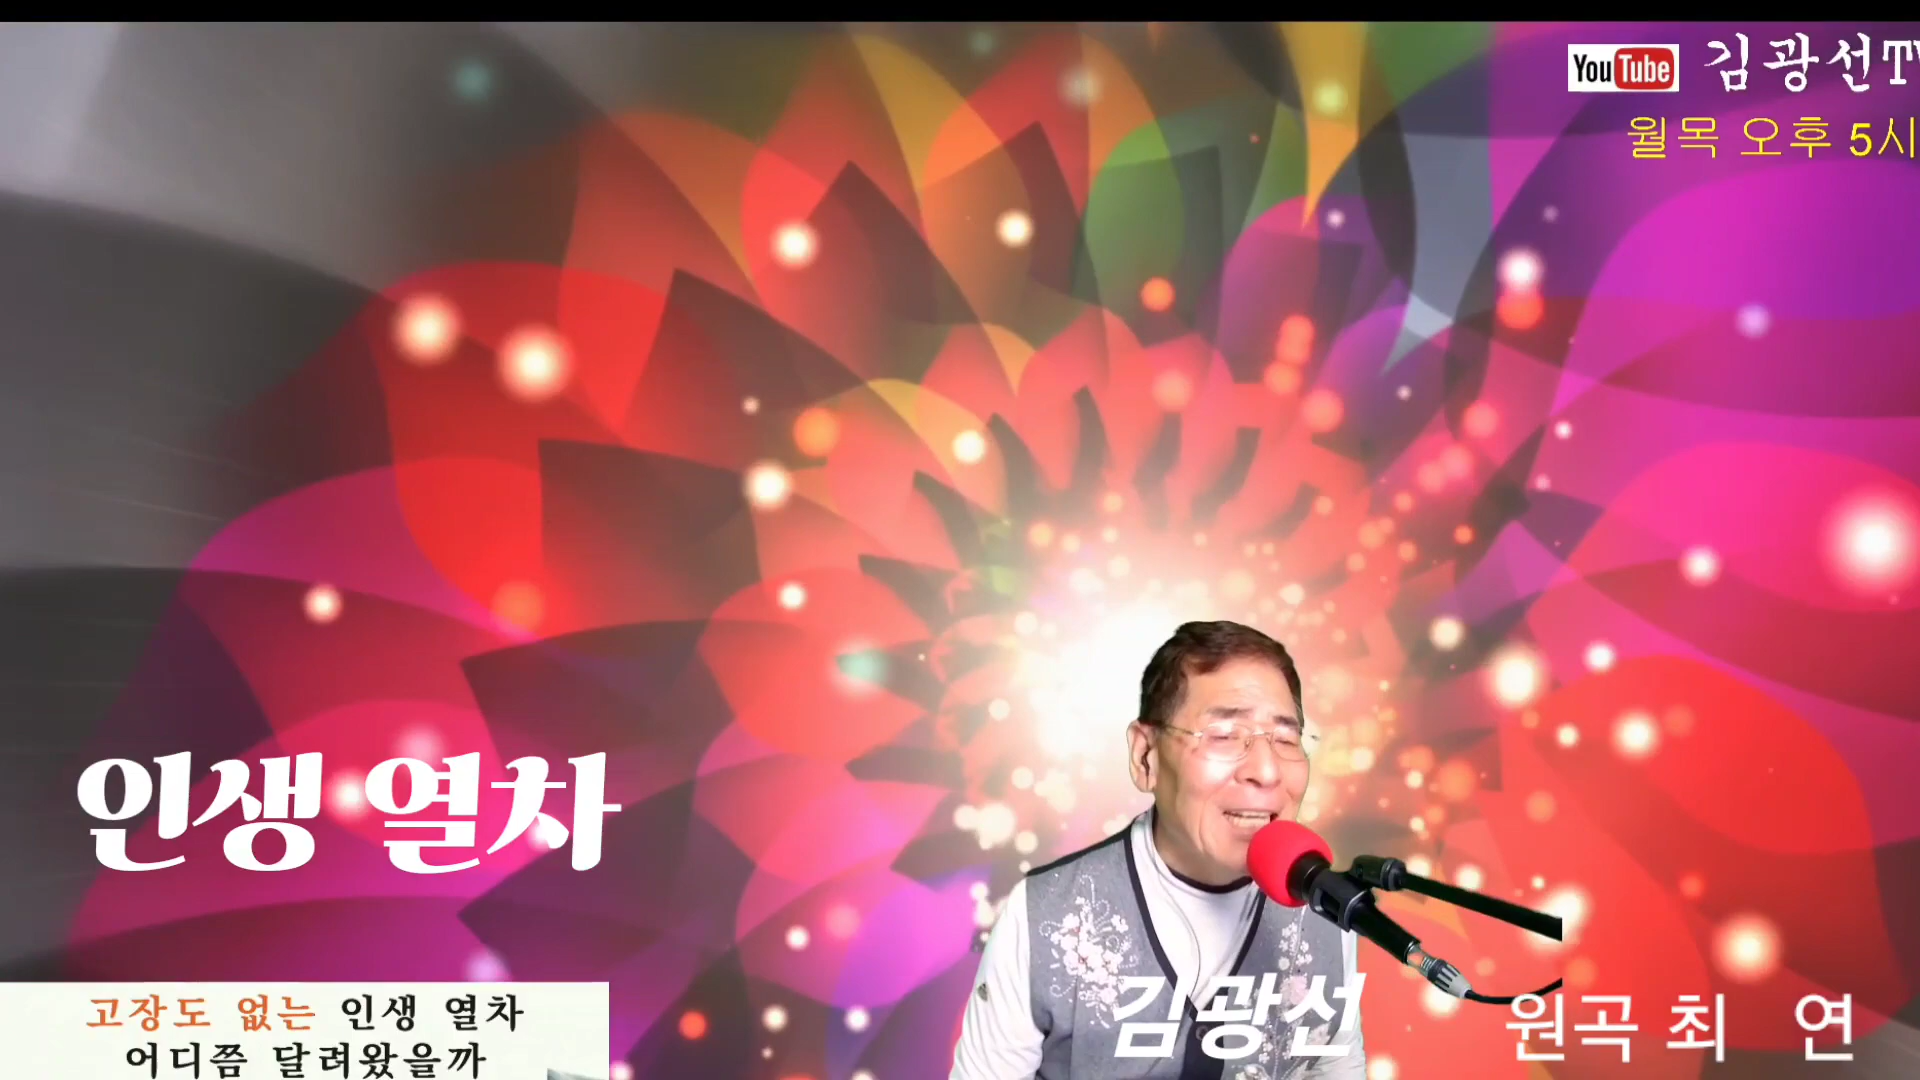 YouTube 김광선TV
월목 오후 5시
인생 열차
김광선
원곡 최 연
고장도 없는 인생 열차
어디쯤 달려왔을까